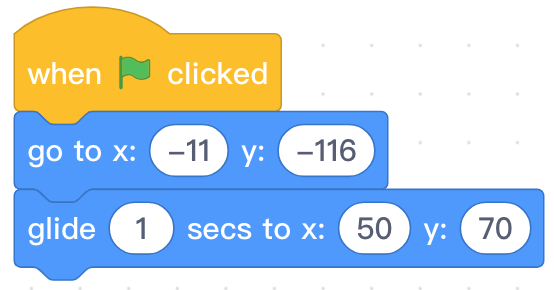 when clicked
go to x: –11 y: –116
glide 1 secs to x: 50 y: 70